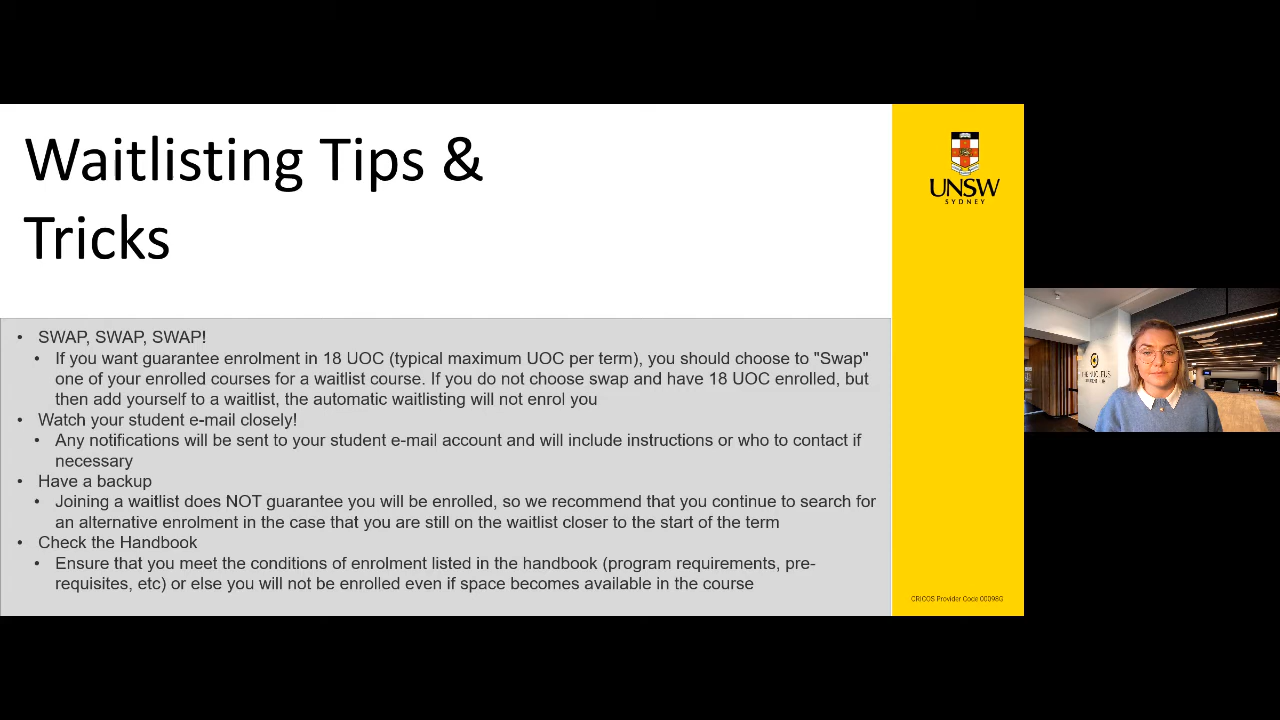 Waitlisting Tips &
Tricks
• SWAP, SWAP, SWAP!
• If you want guarantee enrolment in 18 UOC (typical maximum UOC per term), you should choose to "Swap"
one of your enrolled courses for a waitlist course. If you do not choose swap and have 18 UOC enrolled, but
then add yourself to a waitlist, the automatic waitlisting will not enrol you
• Watch your student e-mail closely!
• Any notifications will be sent to your student e-mail account and will include instructions or who to contact if
necessary
• Have a backup
• Joining a waitlist does NOT guarantee you will be enrolled, so we recommend that you continue to search for
an alternative enrolment in the case that you are still on the waitlist closer to the start of the term
• Check the Handbook
• Ensure that you meet the conditions of enrolment listed in the handbook (program requirements, pre-
requisites, etc) or else you will not be enrolled even if space becomes available in the course
UNSW
SYDNEY
CRICOS Provider Code 00098G